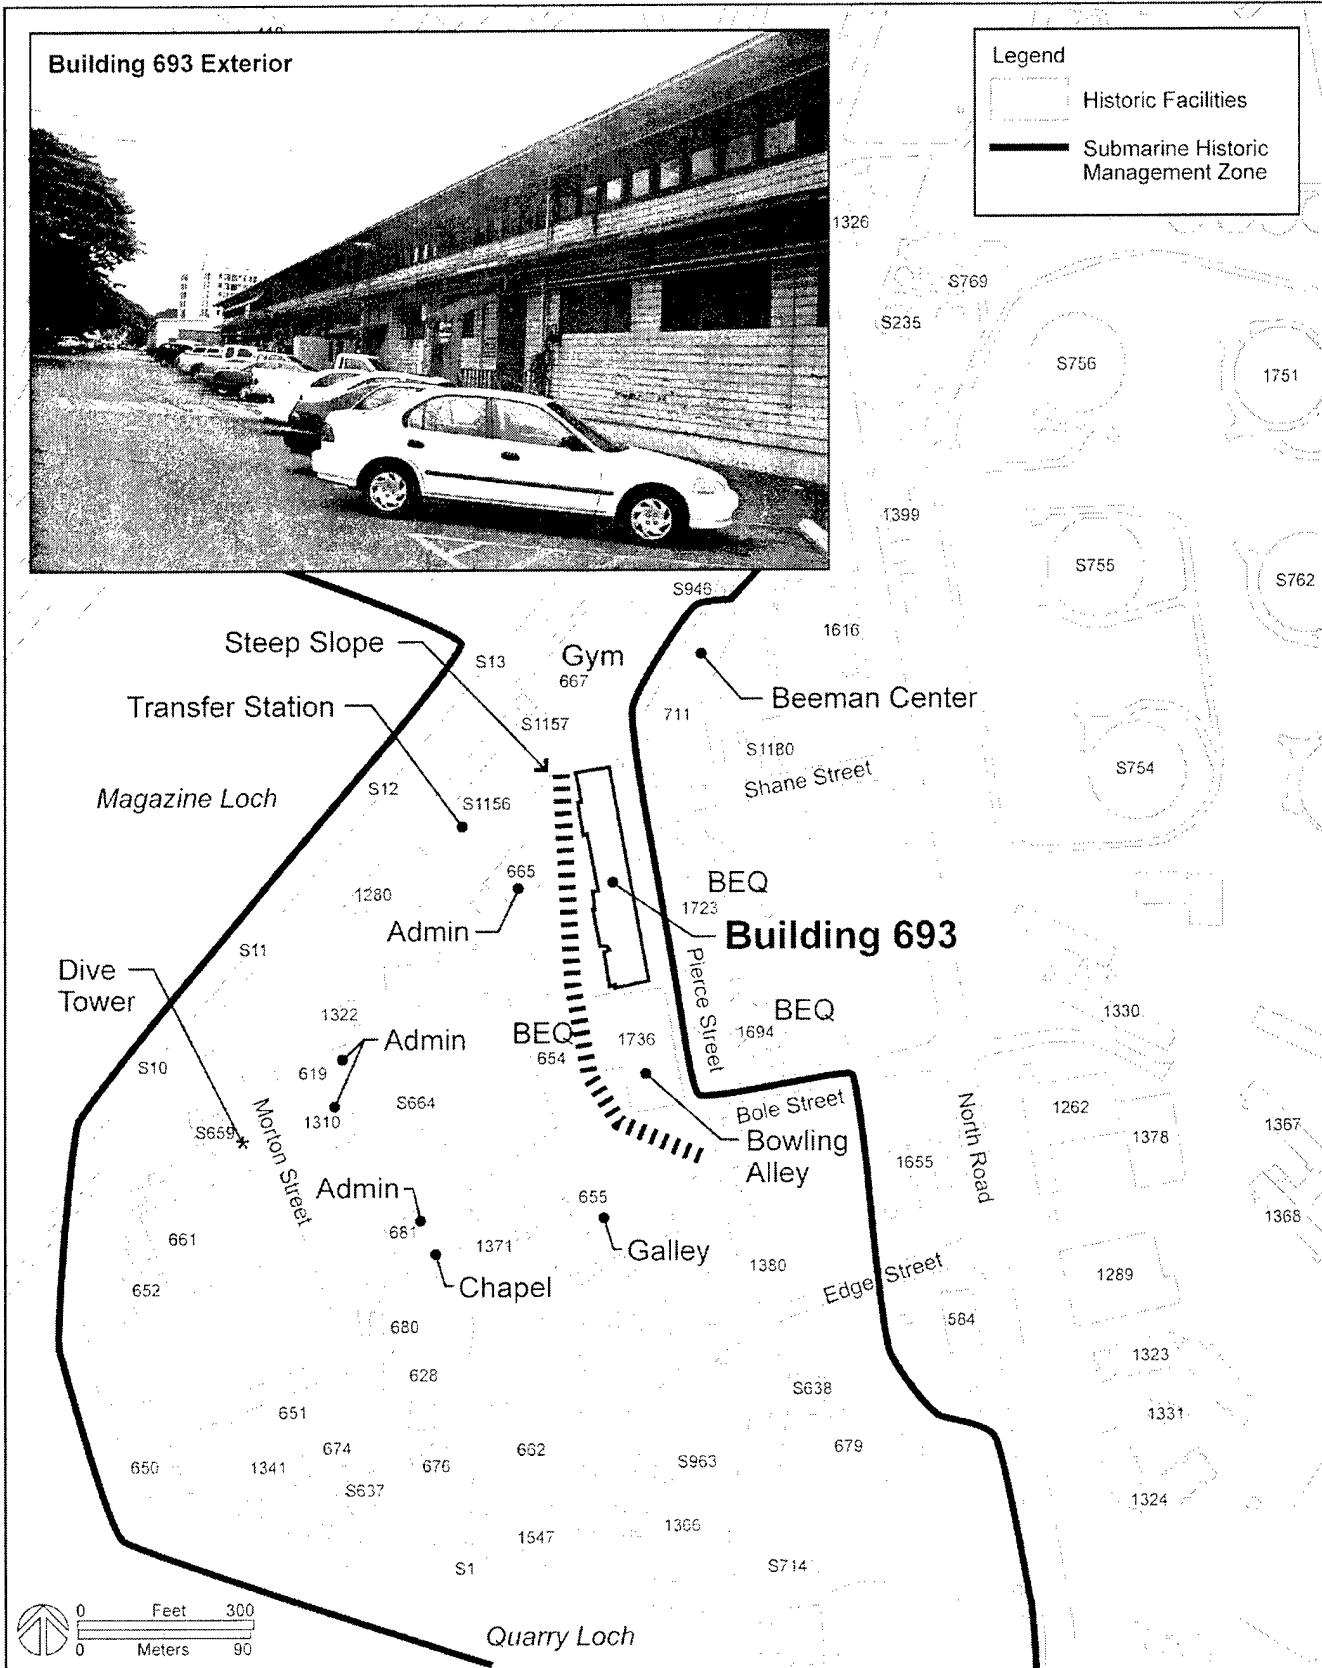 Building 693 Exterior
Legend
Historic Facilities
Submarine Historic
Management Zone
1326
S769
S235
S756
1751
1399
S755
S762
S946
1616
Steep Slope
S13
Gym
667
Beeman Center
Transfer Station
S1157
711
S1180
Shane Street
S754
Magazine Loch
S12
S1156
665
1280
Admin
BEQ
1723
Building 693
S11
Dive
Tower
Pierce Street
1322
Admin
BEQ
654
1736
1694
BEQ
1330
S10
619
1310
S664
S659
Morton Street
Bole Street
Bowling
Alley
North Road
1262
1378
1367
1655
Admin
681
655
1368
661
1371
Galley
1380
Chapel
652
Edge Street
1289
584
680
628
1323
S638
651
1331
674
662
679
650
1341
676
S963
S637
1324
1547
1366
S1
S714
0 Feet 300
0 Meters 90
Quarry Loch